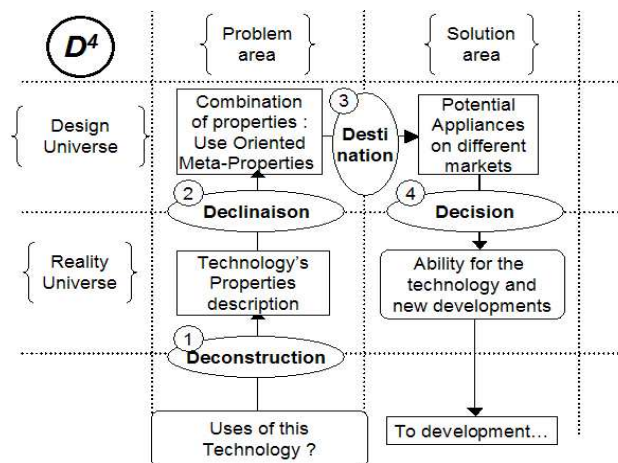 D⁴
Problem
area
Solution
area
Design
Universe
Combination
of properties :
Use Oriented
Meta-Properties
3
Desti
nation
Potential
Appliances
on different
markets
2
Declinaison
4
Decision
Reality
Universe
Technology's
Properties
description
Ability for the
technology and
new developments
1
Deconstruction
Uses of this
Technology ?
To development…